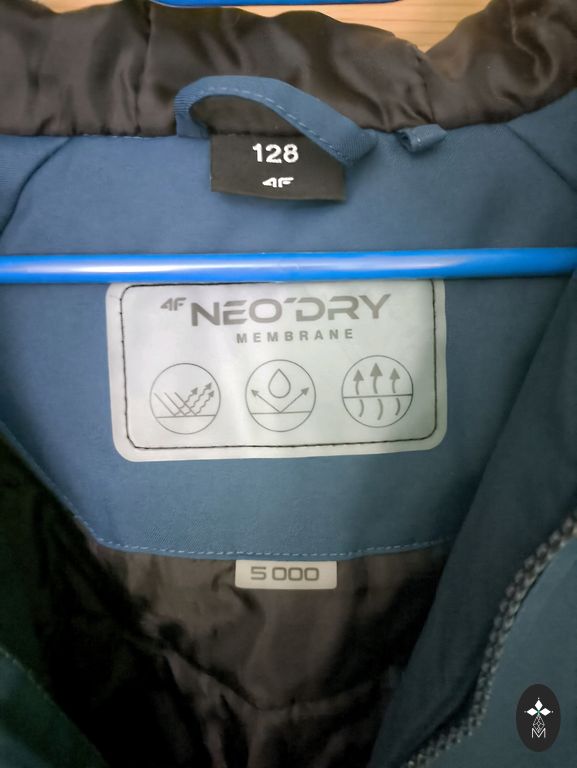 128
4F
4F NEO'DRY
MEMBRANE
5000
M